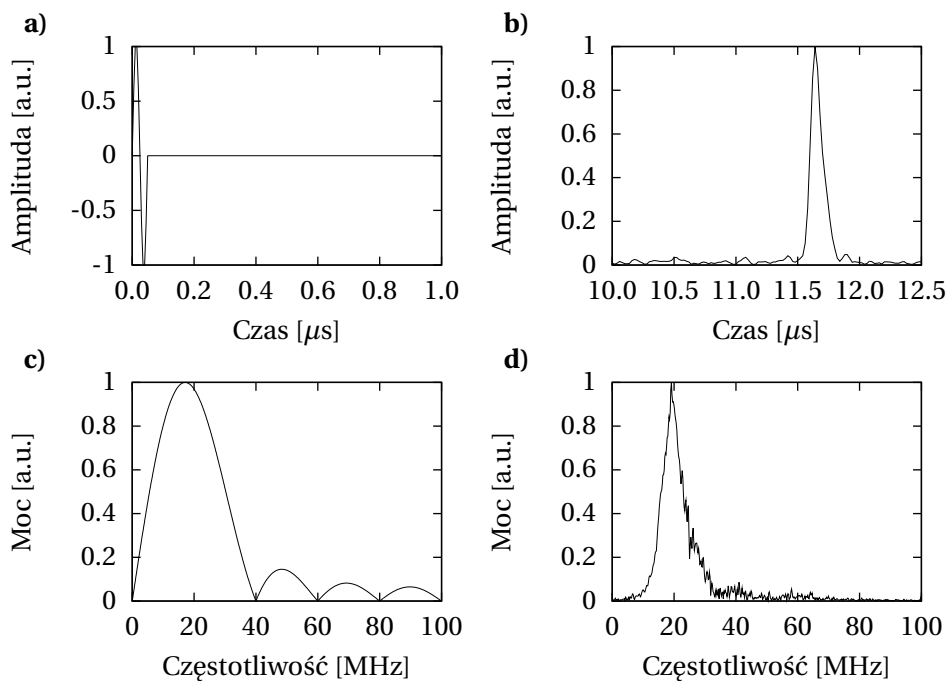 a)
1
0.5
0
-0.5
-1
0.0 0.2 0.4 0.6 0.8 1.0
Amplituda [a.u.]
Czas [μs]
b)
1
0.8
0.6
0.4
0.2
0
10.0 10.5 11.0 11.5 12.0 12.5
Amplituda [a.u.]
Czas [μs]
c)
1
0.8
0.6
0.4
0.2
0
0 20 40 60 80 100
Moc [a.u.]
Częstotliwość [MHz]
d)
1
0.8
0.6
0.4
0.2
0
0 20 40 60 80 100
Moc [a.u.]
Częstotliwość [MHz]